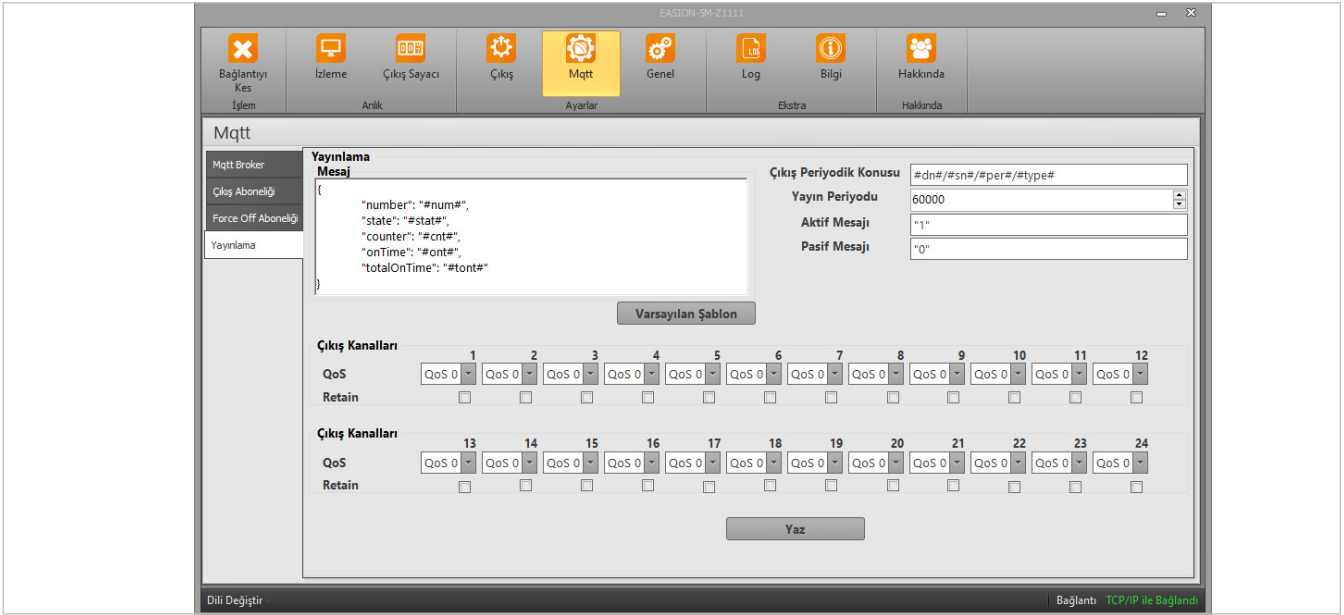 EASION-5M-Z1111
Bağlantıyı Kes
İzleme
Çıkış Sayacı
Çıkış
Mqtt
Genel
Log
Bilgi
Hakkında
İşlem
Anlık
Ayarlar
Ekstra
Hakkında
Mqtt
Mqtt Broker
Çıkış Aboneliği
Force Off Aboneliği
Yayınlama
Yayınlama
Mesaj
{
"number": "#num#",
"state": "#stat#",
"counter": "#cnt#",
"onTime": "#ont#",
"totalOnTime": "#tont#"
}
Çıkış Periyodik Konusu #dn#/#sn#/#per#/#type#
Yayın Periyodu 60000
Aktif Mesajı "1"
Pasif Mesajı "0"
Varsayılan Şablon
Çıkış Kanalları
1 2 3 4 5 6 7 8 9 10 11 12
QoS QoS 0 QoS 0 QoS 0 QoS 0 QoS 0 QoS 0 QoS 0 QoS 0 QoS 0 QoS 0 QoS 0 QoS 0
Retain
Çıkış Kanalları
13 14 15 16 17 18 19 20 21 22 23 24
QoS QoS 0 QoS 0 QoS 0 QoS 0 QoS 0 QoS 0 QoS 0 QoS 0 QoS 0 QoS 0 QoS 0 QoS 0
Retain
Yaz
Dili Değiştir
Bağlantı TCP/IP ile Bağlandı